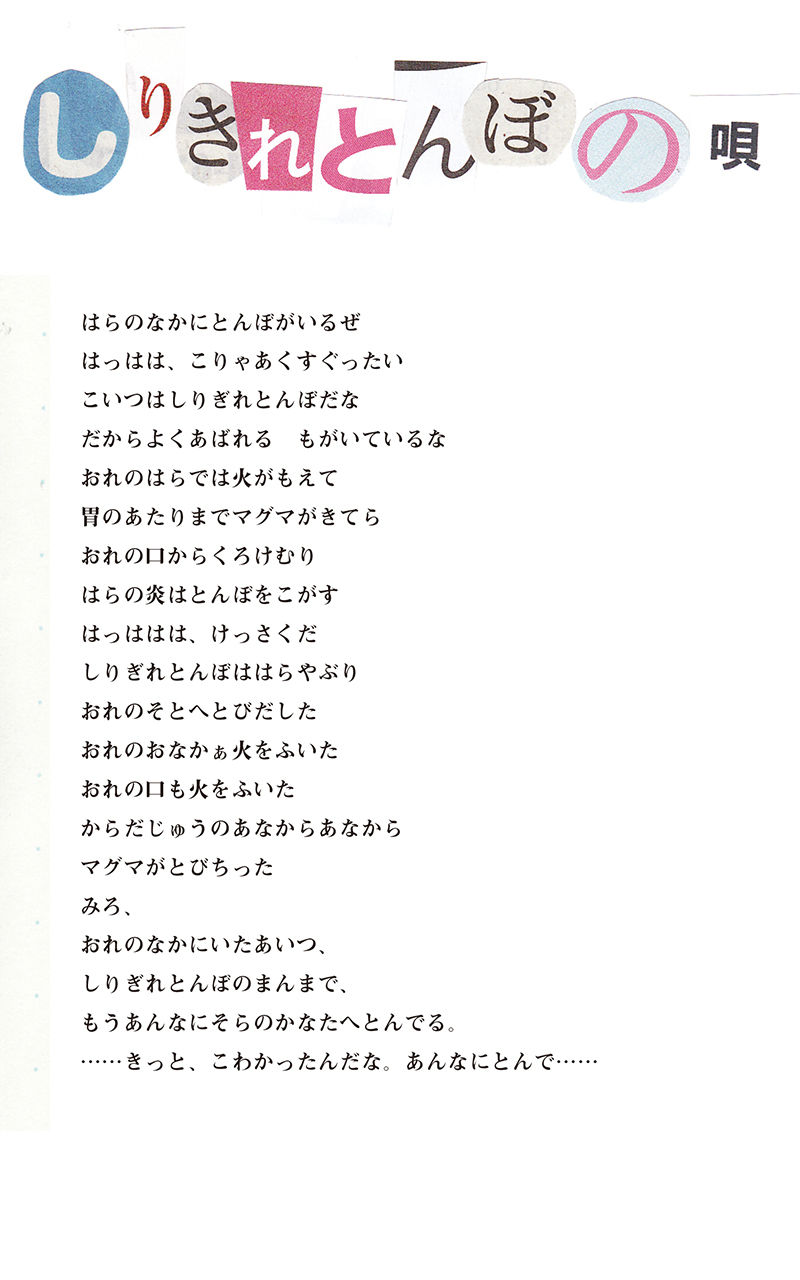 しりきれとんぼの唄
はらのなかにとんぼがいるぜ
はっはは、こりゃあくすぐったい
こいつはしりぎれとんぼだな
だからよくあばれる　もがいているな
おれのはらでは火がもえて
胃のあたりまでマグマがきてら
おれの口からくろけむり
はらの炎はとんぼをこがす
はっははは、けっさくだ
しりぎれとんぼははらやぶり
おれのそとへとびだした
おれのおなかぁ火をふいた
おれの口も火をふいた
からだじゅうのあなからあなから
マグマがとびちった
みろ、
おれのなかにいたあいつ、
しりぎれとんぼのまんまで、
もうあんなにそらのかなたへとんでる。
……きっと、こわかったんだな。あんなにとんで……